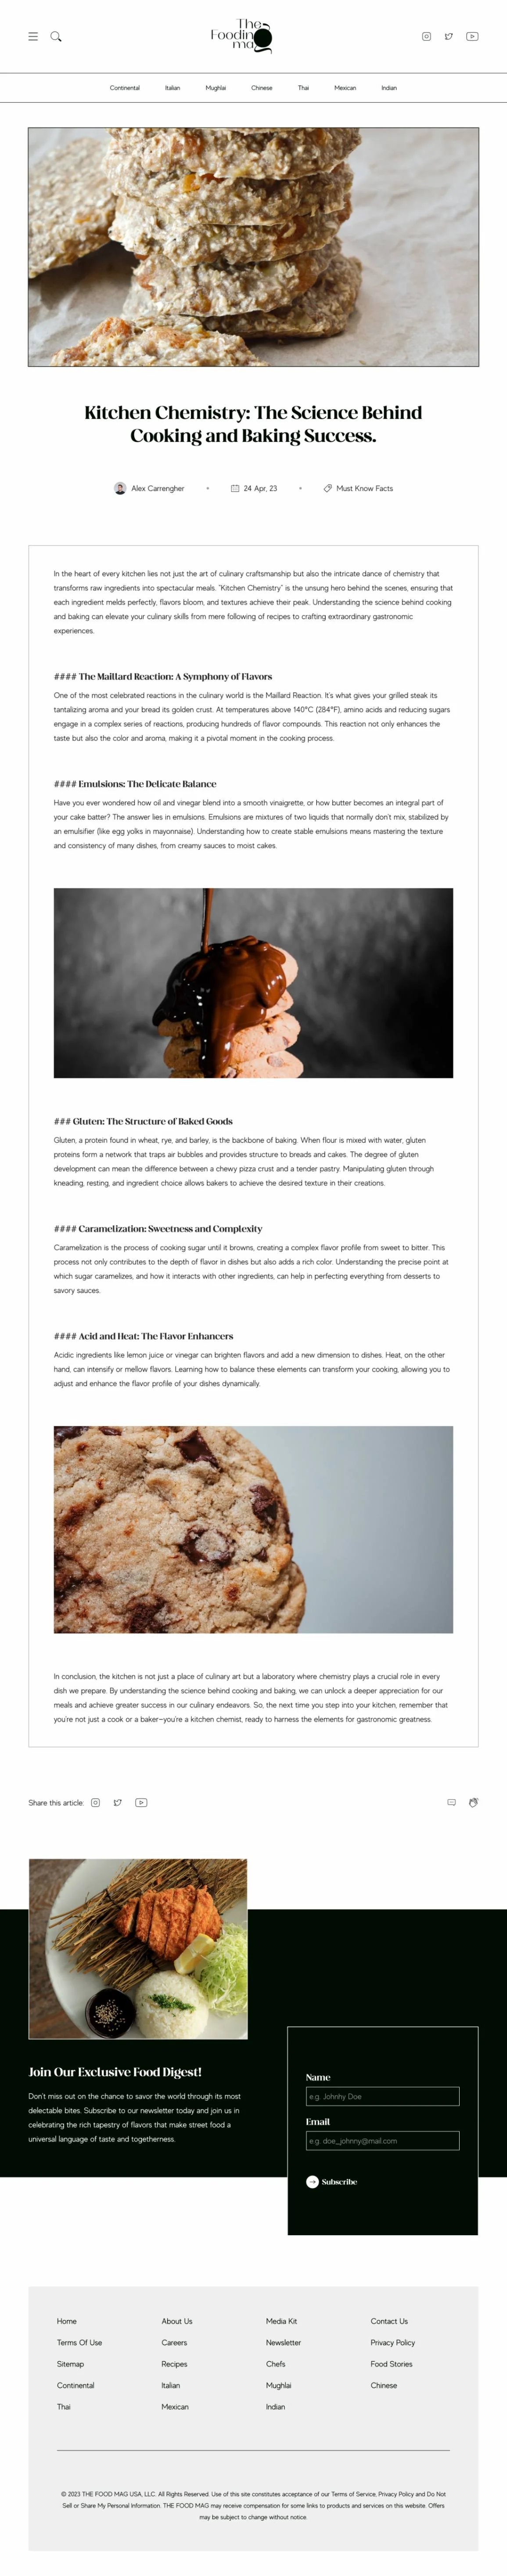 The
Foodin
mag
Continental Italian Mughlai Chinese Thai Mexican Indian
Kitchen Chemistry: The Science Behind
Cooking and Baking Success.
Alex Carrengher • 24 Apr, 23 • Must Know Facts
In the heart of every kitchen lies not just the art of culinary craftsmanship but also the intricate dance of chemistry that
transforms raw ingredients into spectacular meals. "Kitchen Chemistry" is the unsung hero behind the scenes, ensuring that
each ingredient melds perfectly, flavors bloom, and textures achieve their peak. Understanding the science behind cooking
and baking can elevate your culinary skills from mere following of recipes to crafting extraordinary gastronomic
experiences.
#### The Maillard Reaction: A Symphony of Flavors
One of the most celebrated reactions in the culinary world is the Maillard Reaction. It's what gives your grilled steak its
tantalizing aroma and your bread its golden crust. At temperatures above 140°C (284°F), amino acids and reducing sugars
engage in a complex series of reactions, producing hundreds of flavor compounds. This reaction not only enhances the
taste but also the color and aroma, making it a pivotal moment in the cooking process.
#### Emulsions: The Delicate Balance
Have you ever wondered how oil and vinegar blend into a smooth vinaigrette, or how butter becomes an integral part of
your cake batter? The answer lies in emulsions. Emulsions are mixtures of two liquids that normally don't mix, stabilized by
an emulsifier (like egg yolks in mayonnaise). Understanding how to create stable emulsions means mastering the texture
and consistency of many dishes, from creamy sauces to moist cakes.
### Gluten: The Structure of Baked Goods
Gluten, a protein found in wheat, rye, and barley, is the backbone of baking. When flour is mixed with water, gluten
proteins form a network that traps air bubbles and provides structure to breads and cakes. The degree of gluten
development can mean the difference between a chewy pizza crust and a tender pastry. Manipulating gluten through
kneading, resting, and ingredient choice allows bakers to achieve the desired texture in their creations.
#### Caramelization: Sweetness and Complexity
Caramelization is the process of cooking sugar until it browns, creating a complex flavor profile from sweet to bitter. This
process not only contributes to the depth of flavor in dishes but also adds a rich color. Understanding the precise point at
which sugar caramelizes, and how it interacts with other ingredients, can help in perfecting everything from desserts to
savory sauces.
#### Acid and Heat: The Flavor Enhancers
Acidic ingredients like lemon juice or vinegar can brighten flavors and add a new dimension to dishes. Heat, on the other
hand, can intensify or mellow flavors. Learning how to balance these elements can transform your cooking, allowing you to
adjust and enhance the flavor profile of your dishes dynamically.
In conclusion, the kitchen is not just a place of culinary art but a laboratory where chemistry plays a crucial role in every
dish we prepare. By understanding the science behind cooking and baking, we can unlock a deeper appreciation for our
meals and achieve greater success in our culinary endeavors. So, the next time you step into your kitchen, remember that
you're not just a cook or a baker—you're a kitchen chemist, ready to harness the elements for gastronomic greatness.
Share this article:
Join Our Exclusive Food Digest!
Don't miss out on the chance to savor the world through its most
delectable bites. Subscribe to our newsletter today and join us in
celebrating the rich tapestry of flavors that make street food a
universal language of taste and togetherness.
Name
e.g. Johnhy Doe
Email
e.g. doe_johnny@mail.com
Subscribe
Home About Us Media Kit Contact Us
Terms Of Use Careers Newsletter Privacy Policy
Sitemap Recipes Chefs Food Stories
Continental Italian Mughlai Chinese
Thai Mexican Indian
© 2023 THE FOOD MAG USA, LLC. All Rights Reserved. Use of this site constitutes acceptance of our Terms of Service, Privacy Policy and Do Not
Sell or Share My Personal Information. THE FOOD MAG may receive compensation for some links to products and services on this website. Offers
may be subject to change without notice.